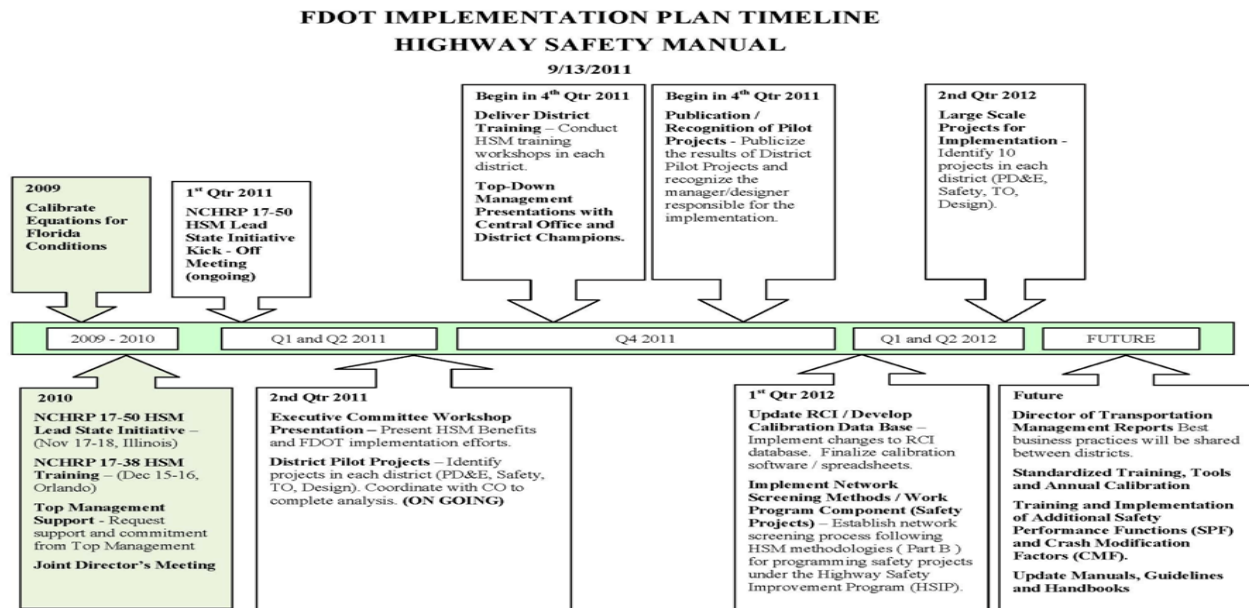 FDOT IMPLEMENTATION PLAN TIMELINE
HIGHWAY SAFETY MANUAL
9/13/2011
2009
Calibrate
Equations for
Florida
Conditions
1st Qtr 2011
NCHRP 17-50
HSM Lead
State Initiative
Kick - Off
Meeting
(ongoing)
Begin in 4th Qtr 2011
Deliver District
Training – Conduct
HSM training
workshops in each
district.
Top-Down
Management
Presentations with
Central Office and
District Champions.
Begin in 4th Qtr 2011
Publication /
Recognition of Pilot
Projects - Publicize
the results of District
Pilot Projects and
recognize the
manager/designer
responsible for the
implementation.
2nd Qtr 2012
Large Scale
Projects for
Implementation -
Identify 10
projects in each
district (PD&E,
Safety, TO,
Design).
2009 - 2010
Q1 and Q2 2011
Q4 2011
Q1 and Q2 2012
FUTURE
2010
NCHRP 17-50 HSM
Lead State Initiative –
(Nov 17-18, Illinois)
NCHRP 17-38 HSM
Training – (Dec 15-16,
Orlando)
Top Management
Support - Request
support and commitment
from Top Management
Joint Director's Meeting
2nd Qtr 2011
Executive Committee Workshop
Presentation – Present HSM Benefits
and FDOT implementation efforts.
District Pilot Projects – Identify
projects in each district (PD&E, Safety,
TO, Design). Coordinate with CO to
complete analysis. (ON GOING)
1st Qtr 2012
Update RCI / Develop
Calibration Data Base –
Implement changes to RCI
database. Finalize calibration
software / spreadsheets.
Implement Network
Screening Methods / Work
Program Component (Safety
Projects) – Establish network
screening process following
HSM methodologies ( Part B )
for programming safety projects
under the Highway Safety
Improvement Program (HSIP).
Future
Director of Transportation
Management Reports Best
business practices will be shared
between districts.
Standardized Training, Tools
and Annual Calibration
Training and Implementation
of Additional Safety
Performance Functions (SPF)
and Crash Modification
Factors (CMF).
Update Manuals, Guidelines
and Handbooks